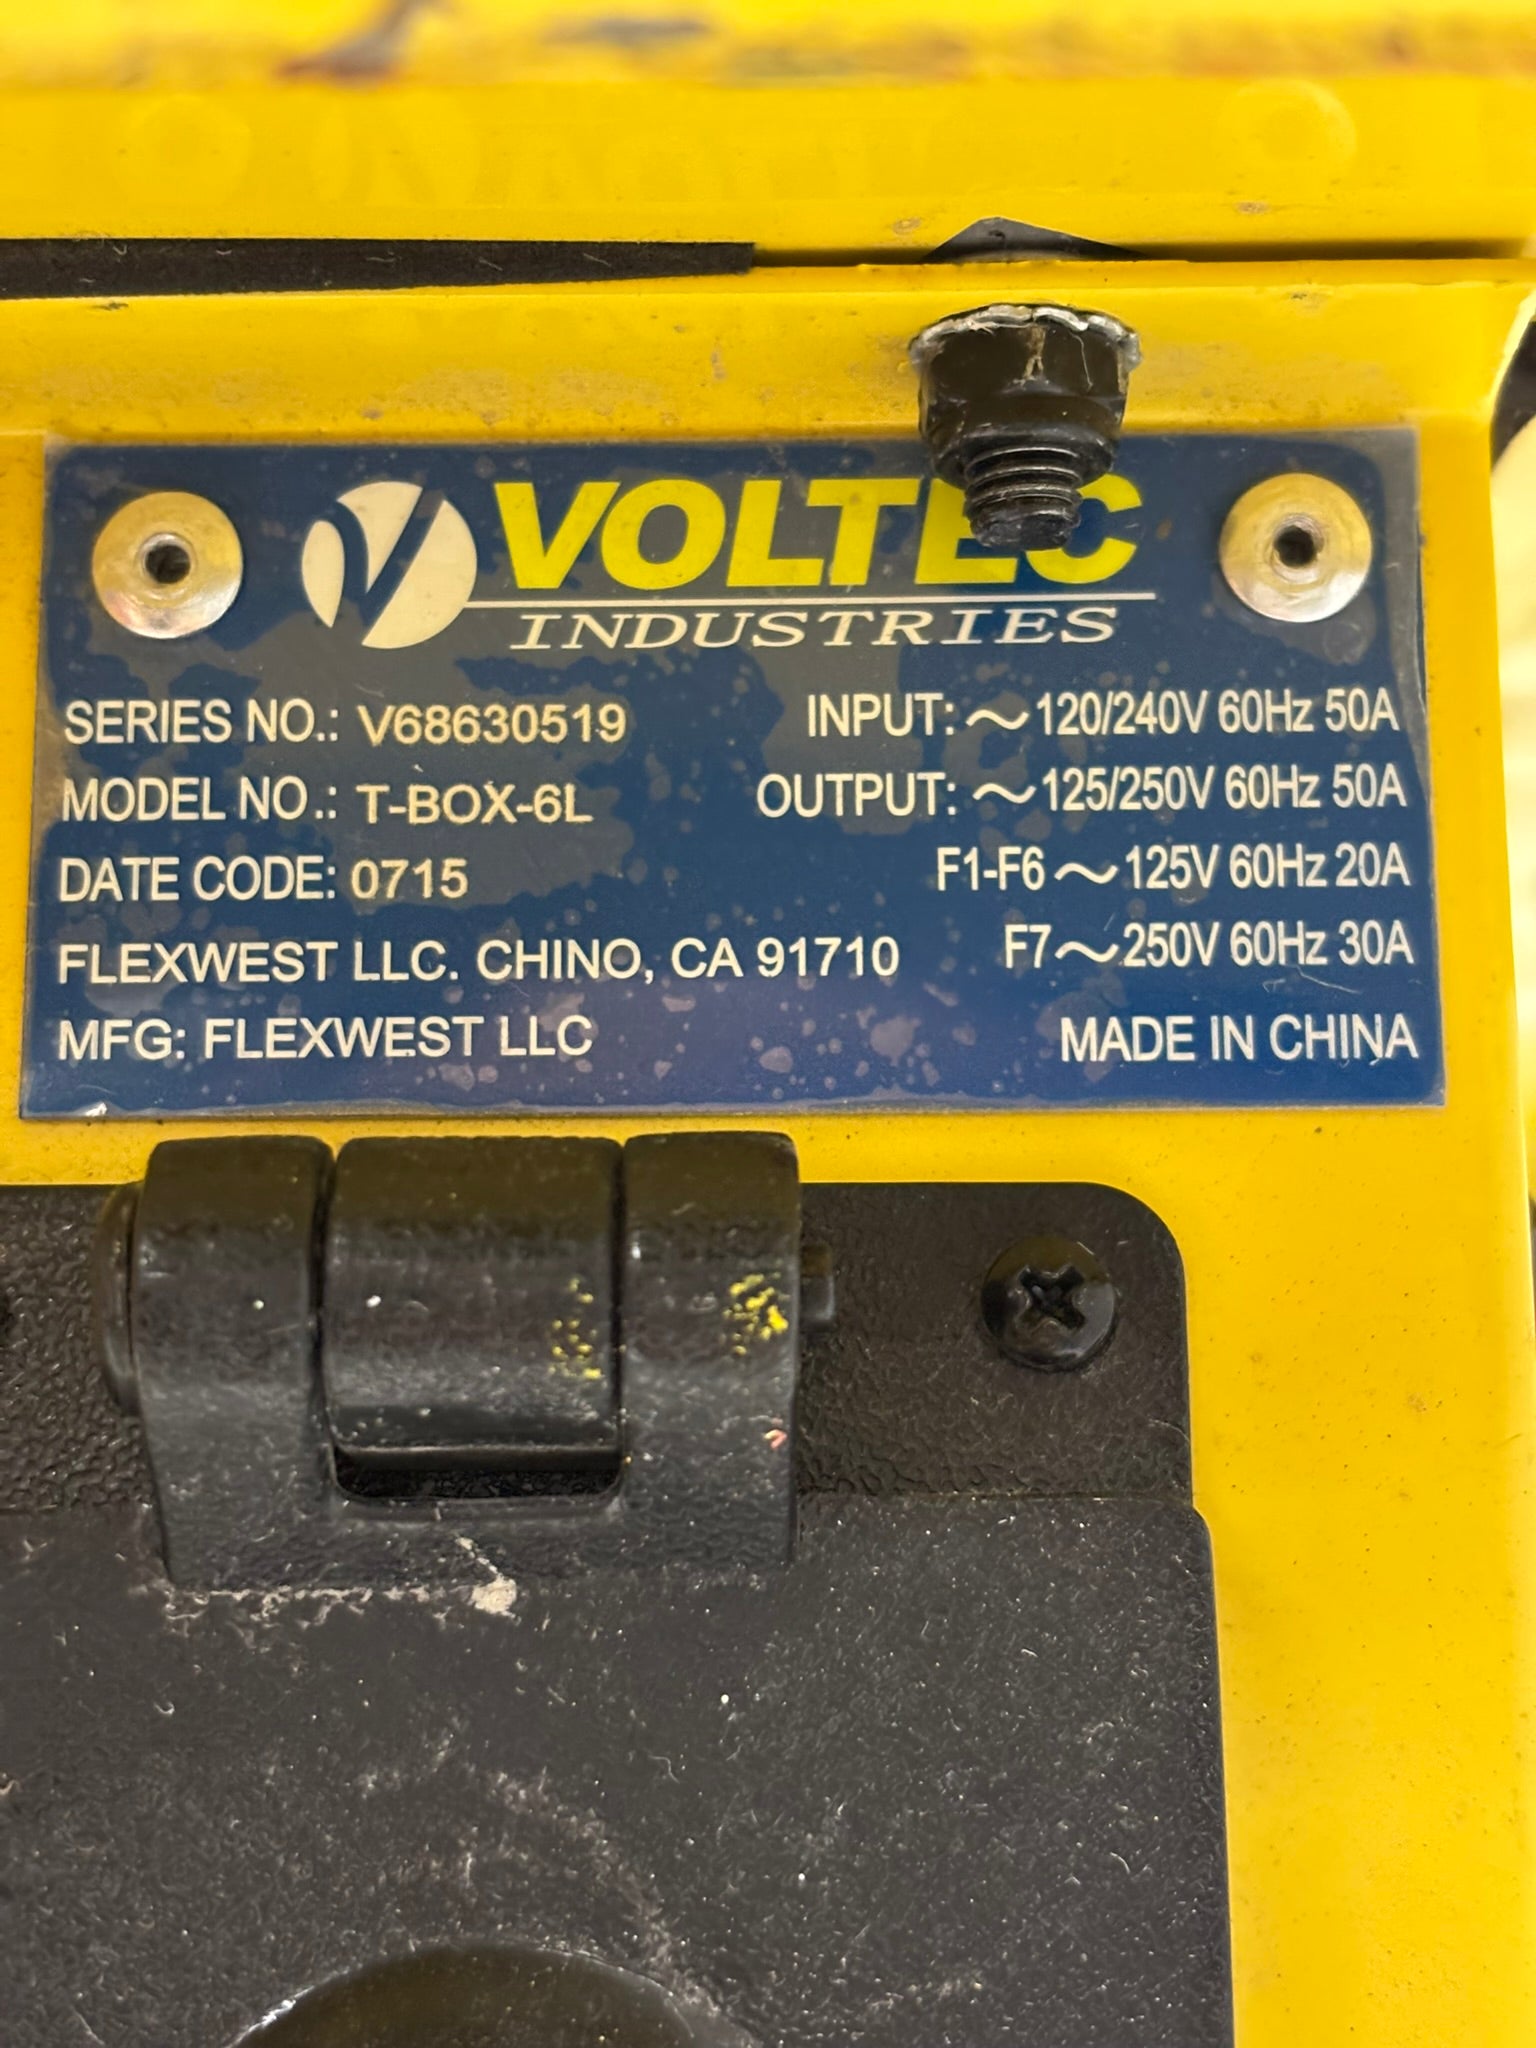 VOLTEC
INDUSTRIES
SERIES NO.: V68630519
MODEL NO.: T-BOX-6L
DATE CODE: 0715
FLEXWEST LLC. CHINO, CA 91710
MFG: FLEXWEST LLC
INPUT: ~120/240V 60Hz 50A
OUTPUT: ~125/250V 60Hz 50A
F1-F6 ~125V 60Hz 20A
F7~250V 60Hz 30A
MADE IN CHINA